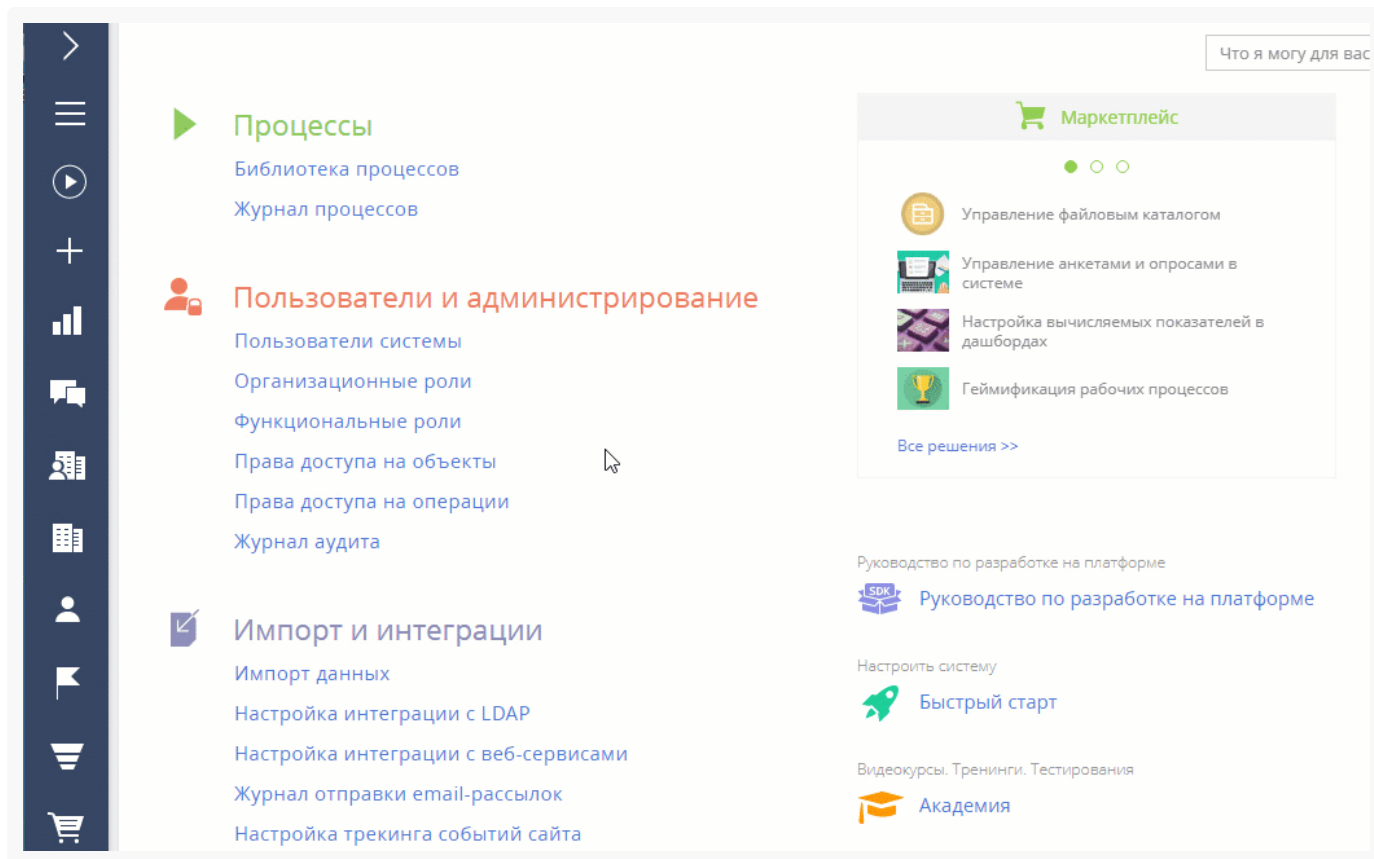 Что я могу для вас
Процессы
Библиотека процессов
Журнал процессов
Пользователи и администрирование
Пользователи системы
Организационные роли
Функциональные роли
Права доступа на объекты
Права доступа на операции
Журнал аудита
Импорт и интеграции
Импорт данных
Настройка интеграции с LDAP
Настройка интеграции с веб-сервисами
Журнал отправки email-рассылок
Настройка трекинга событий сайта
Маркетплейс
Управление файловым каталогом
Управление анкетами и опросами в
системе
Настройка вычисляемых показателей в
дашбордах
Геймификация рабочих процессов
Все решения >>
Руководство по разработке на платформе
SDK
Руководство по разработке на платформе
Настроить систему
Быстрый старт
Видеокурсы. Тренинги. Тестирования
Академия